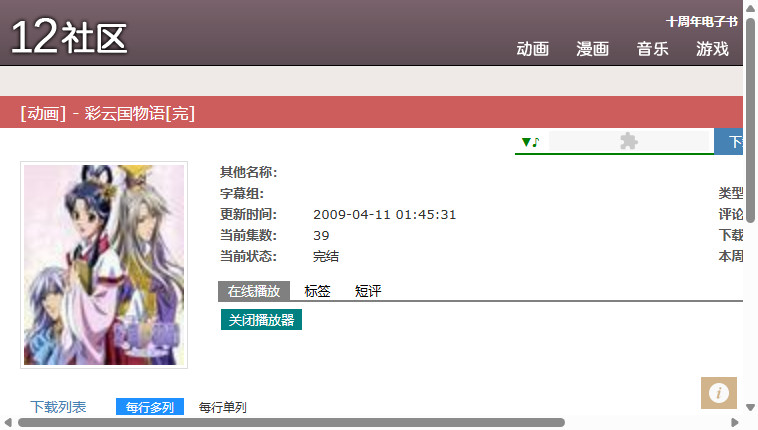 12社区
十周年电子书
动画 漫画 音乐 游戏
[动画] - 彩云国物语[完]
▼♪
其他名称:
字幕组:
类型
更新时间: 2009-04-11 01:45:31
评论
当前集数: 39
下载
当前状态: 完结
本周
在线播放 标签 短评
关闭播放器
下载列表 每行多列 每行单列